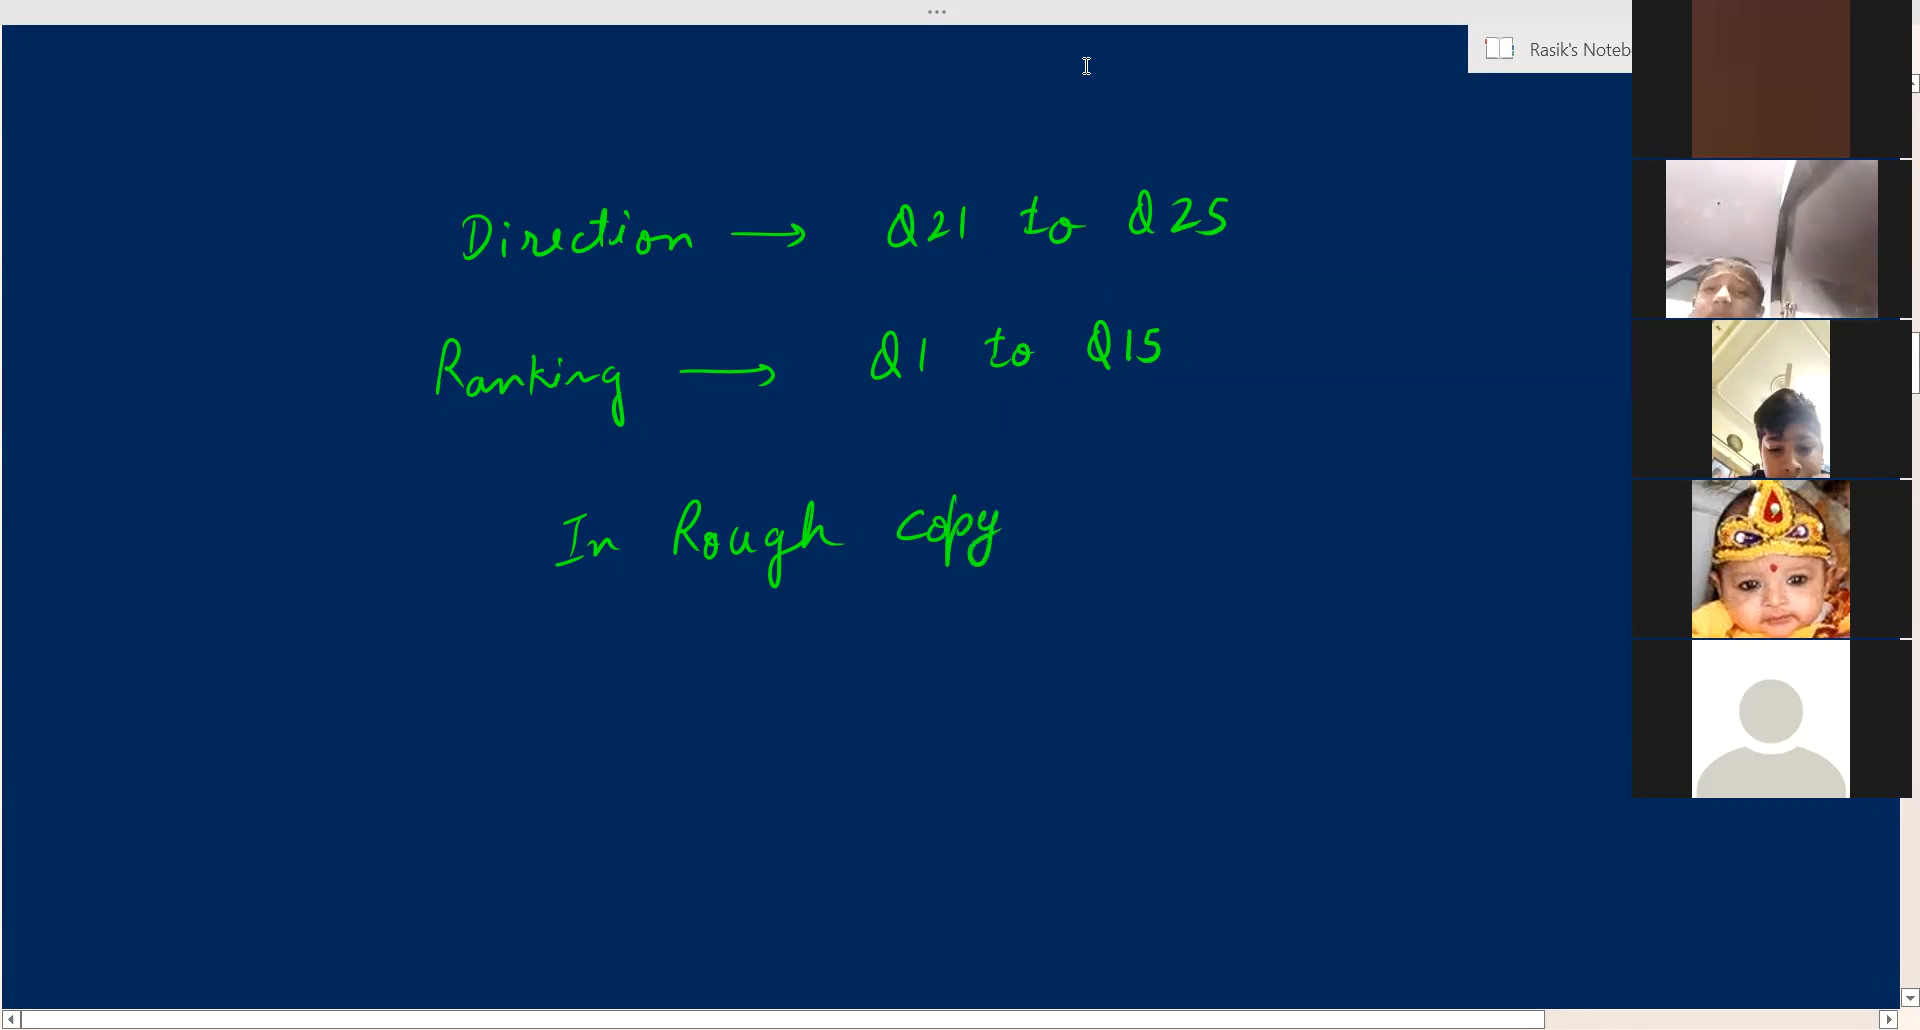 Rasik's Noteb
Direction → Q21 to Q25
Ranking → Q1 to Q15
In Rough copy